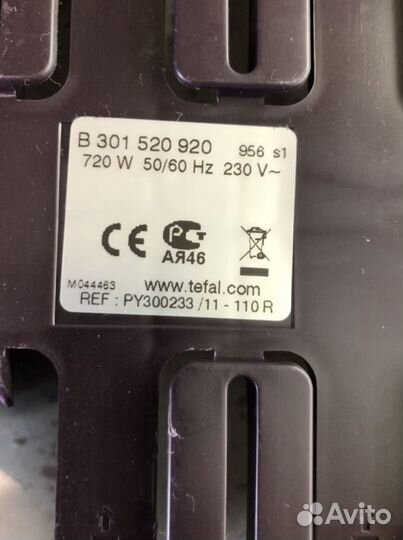 B 301 520 920 956 s1
720 W 50/60 Hz 230 V~
CE РСТ
АЯ46
M044463 www.tefal.com
REF : PY300233 /11 - 110 R
Avito